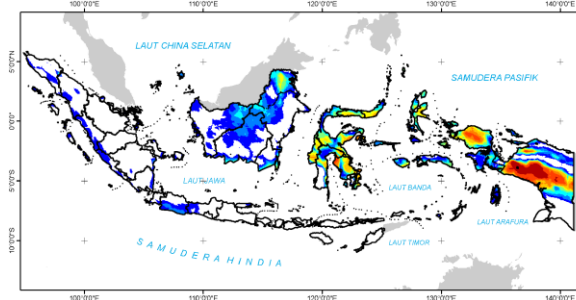 100°0'0"E 110°0'0"E 120°0'0"E 130°0'0"E 140°0'0"E
LAUT CHINA SELATAN
5°0'0"N
SAMUDERA PASIFIK
0°0'0"
LAUT JAWA
5°0'0"S
LAUT BANDA
LAUT ARAFURA
10°0'0"S
LAUT TIMOR
SAMUDERA HINDIA
100°0'0"E 110°0'0"E 120°0'0"E 130°0'0"E 140°0'0"E